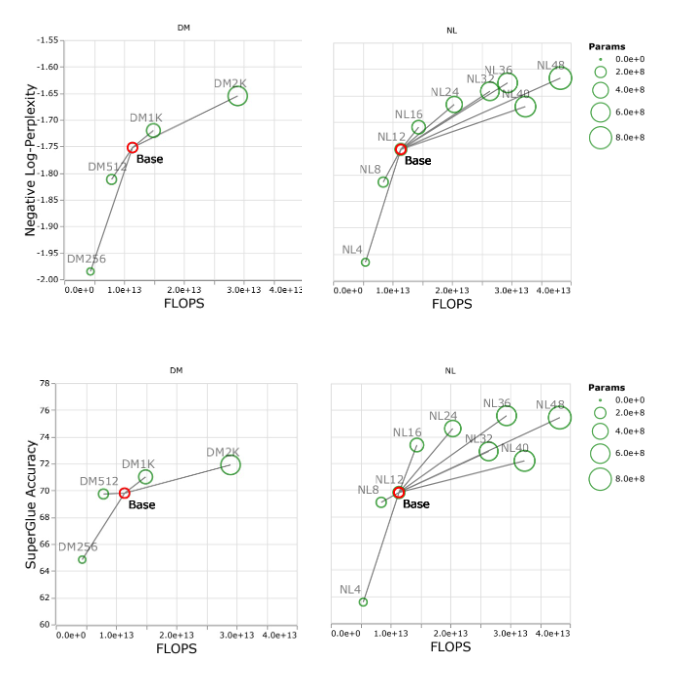 DM
NL
Negative Log-Perplexity
-1.55
-1.60
-1.65
-1.70
-1.75
-1.80
-1.85
-1.90
-1.95
-2.00
DM2K
DM1K
Base
DM512
DM256
0.0e+0 1.0e+13 2.0e+13 3.0e+13
FLOPS
NL48
NL36
NL32
NL40
NL24
NL16
NL12
Base
NL8
NL4
0.0e+0 1.0e+13 2.0e+13 3.0e+13 4.0e+13
FLOPS
Params
0.0e+0
2.0e+8
4.0e+8
6.0e+8
8.0e+8
DM
NL
SuperGlue Accuracy
78
76
74
72
70
68
66
64
62
60
DM2K
DM1K
DM512
Base
DM256
0.0e+0 1.0e+13 2.0e+13 3.0e+13 4.0e+13
FLOPS
NL36
NL48
NL24
NL16
NL32
NL40
NL12
NL8
Base
NL4
0.0e+0 1.0e+13 2.0e+13 3.0e+13 4.0e+13
FLOPS
Params
0.0e+0
2.0e+8
4.0e+8
6.0e+8
8.0e+8